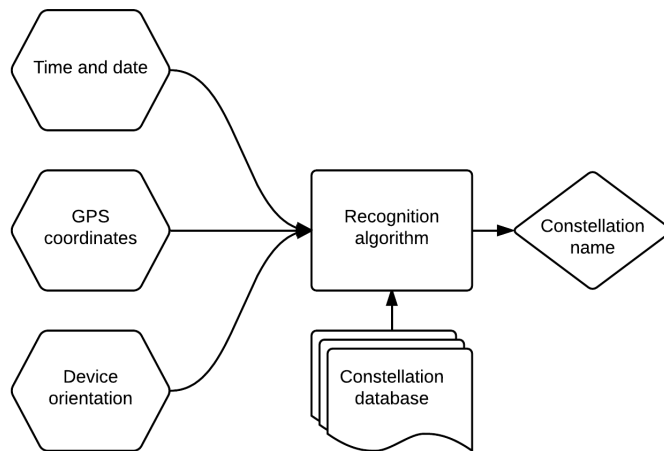 Time and date
GPS
coordinates
Device
orientation
Recognition
algorithm
Constellation
database
Constellation
name